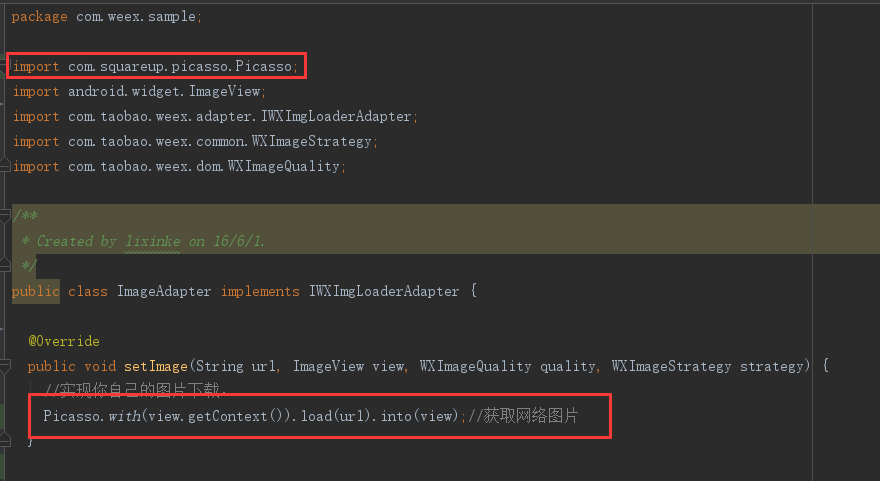 package com.weex.sample;
import com.squareup.picasso.Picasso;
import android.widget.ImageView;
import com.taobao.weex.adapter.IWXImgLoaderAdapter;
import com.taobao.weex.common.WXImageStrategy;
import com.taobao.weex.dom.WXImageQuality;
/**
* Created by lixinke on 16/6/1.
*/
public class ImageAdapter implements IWXImgLoaderAdapter {
@Override
public void setImage(String url, ImageView view, WXImageQuality quality, WXImageStrategy strategy) {
//实现你自己的图片下载。
Picasso.with(view.getContext()).load(url).into(view);//获取网络图片
}